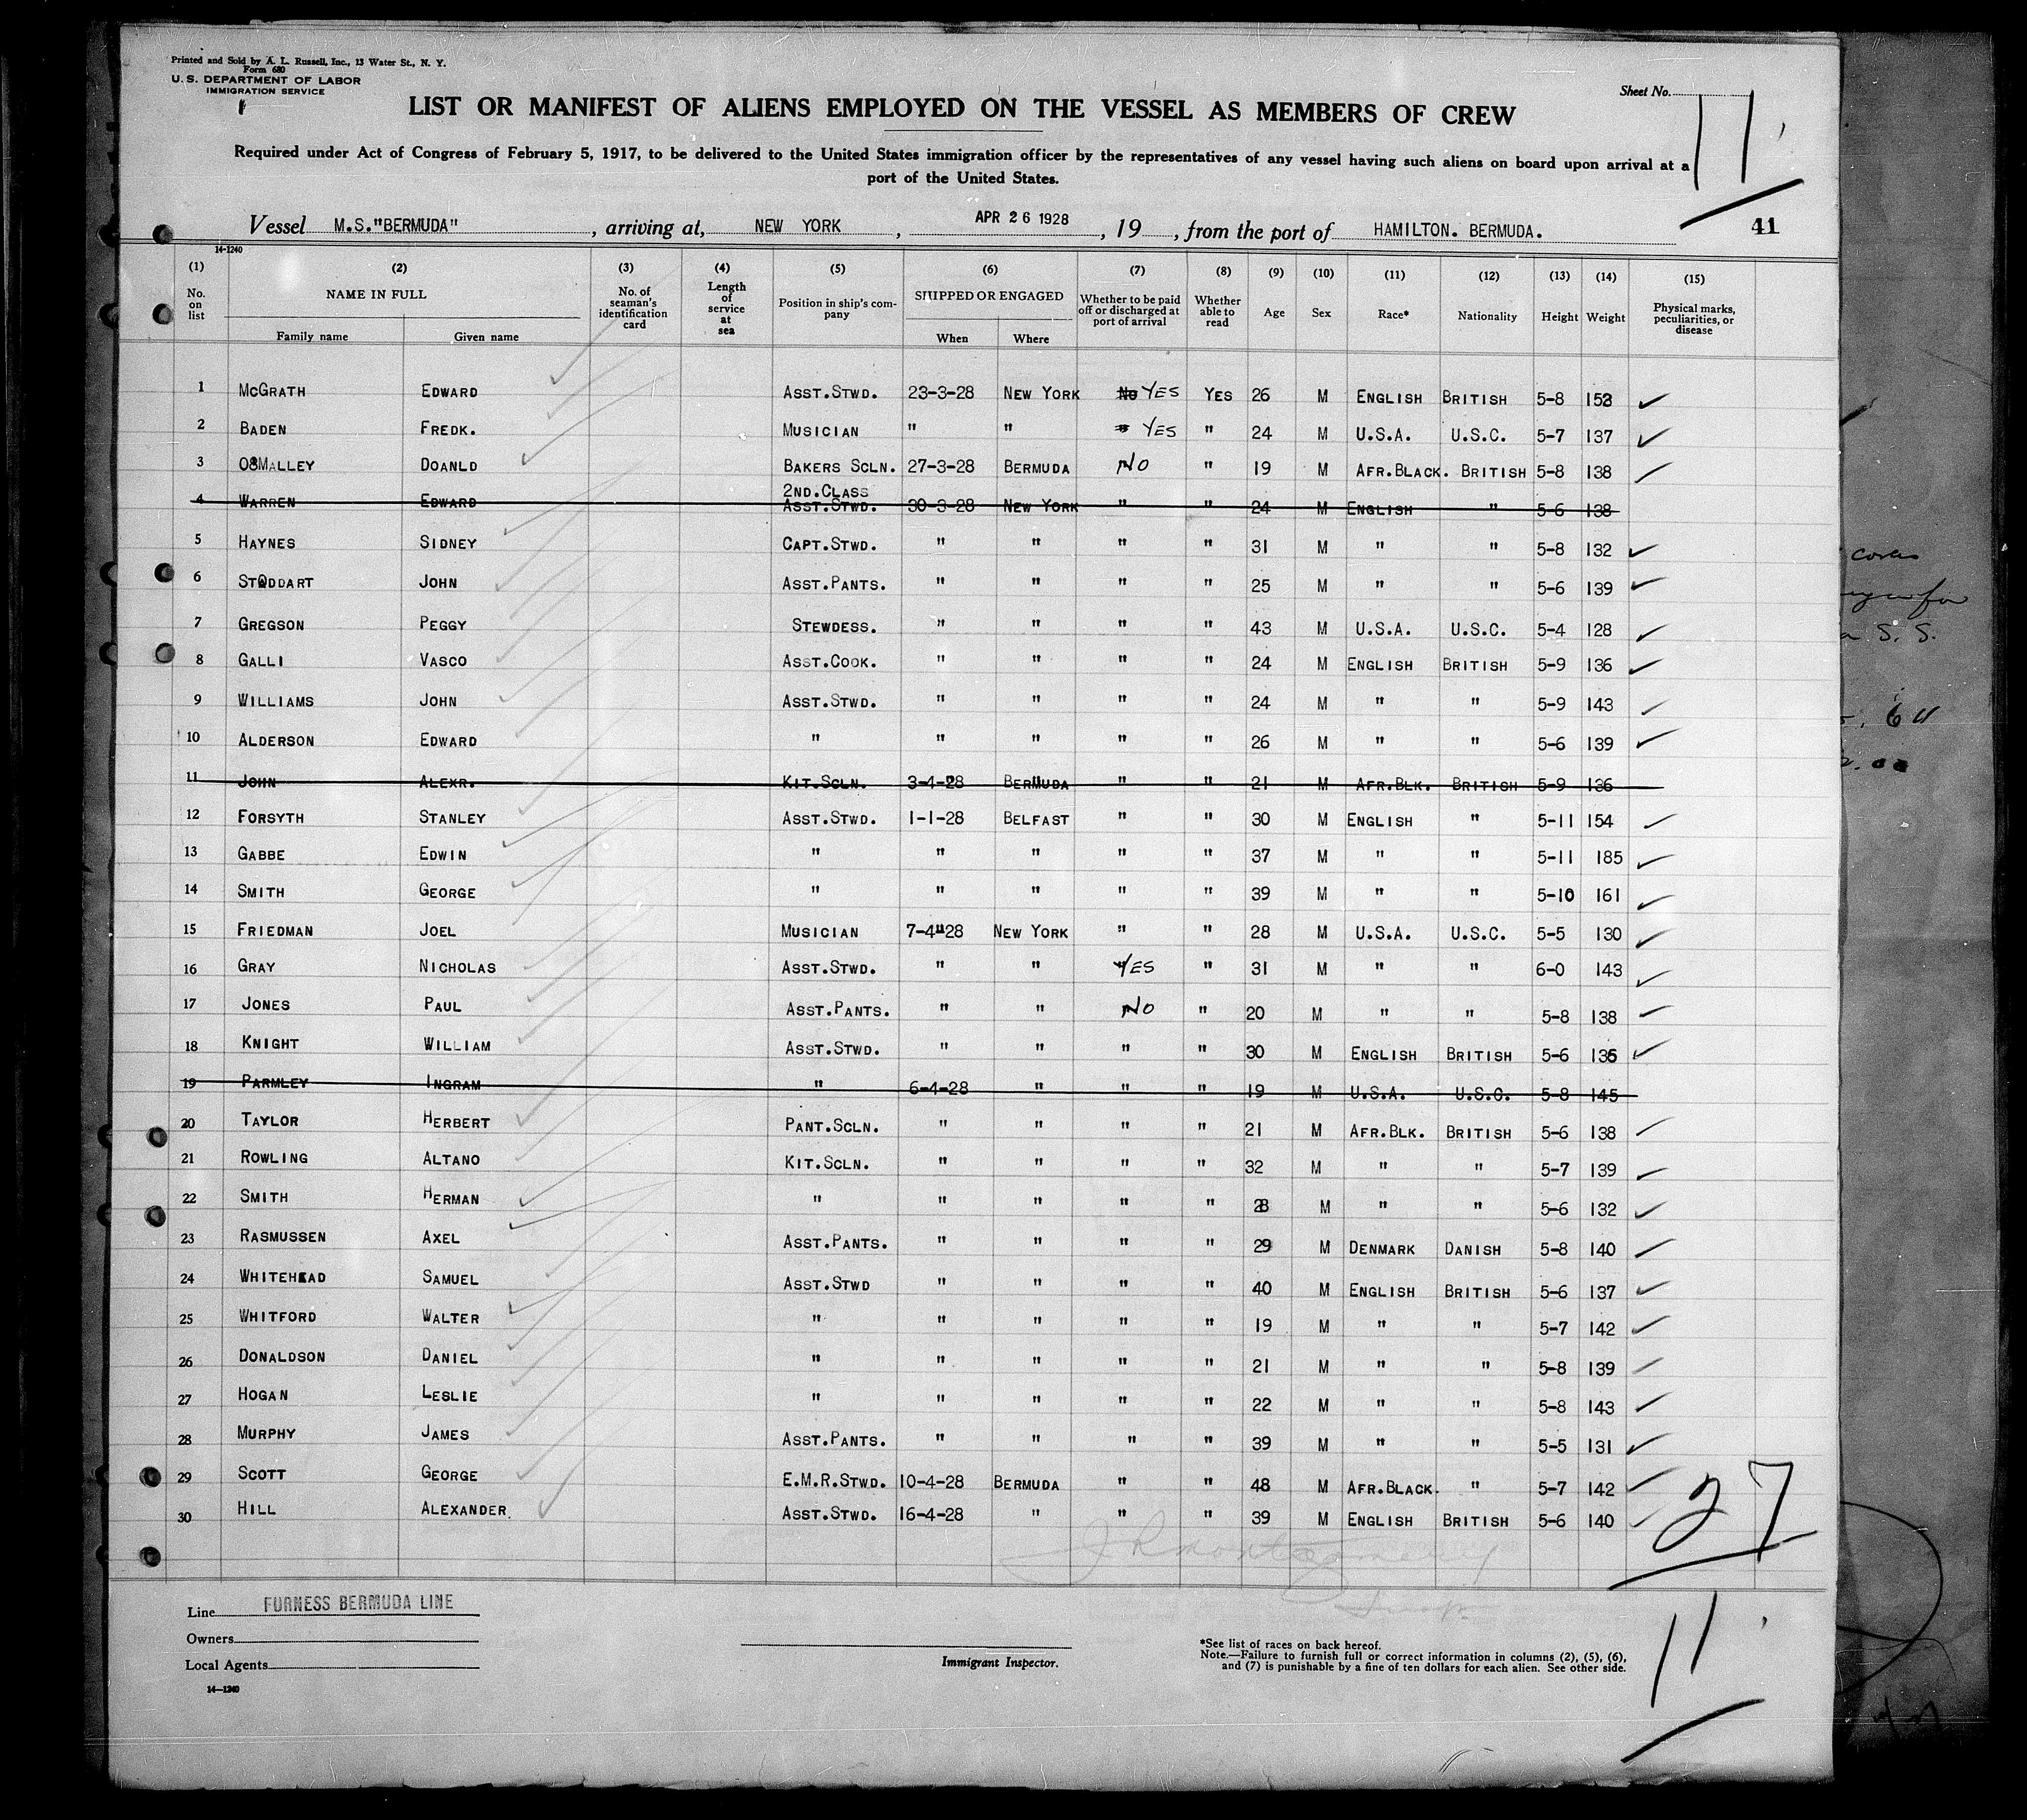 Printed and Sold by A. L. Russell, Inc., 13 Water St., N. Y.
Form 680
U. S. DEPARTMENT OF LABOR
IMMIGRATION SERVICE
Sheet No. 11
LIST OR MANIFEST OF ALIENS EMPLOYED ON THE VESSEL AS MEMBERS OF CREW
Required under Act of Congress of February 5, 1917, to be delivered to the United States immigration officer by the representatives of any vessel having such aliens on board upon arrival at a
port of the United States.
Vessel M.S."BERMUDA" , arriving at, NEW YORK , APR 26 1928 , 19 , from the port of HAMILTON. BERMUDA. 41
14-1240
(1) (2) (3) (4) (5) (6) (7) (8) (9) (10) (11) (12) (13) (14) (15)
No. on list NAME IN FULL Family name Given name No. of seaman's identification card Length of service at sea Position in ship's company SHIPPED OR ENGAGED When Where Whether to be paid off or discharged at port of arrival Whether able to read Age Sex Race* Nationality Height Weight Physical marks, peculiarities, or disease
1 McGRATH EDWARD ASST.STWD. 23-3-28 NEW YORK No YES YES 26 M ENGLISH BRITISH 5-8 153
2 BADEN FREDK. MUSICIAN " " " YES " 24 M U.S.A. U.S.C. 5-7 137
3 O'MALLEY DOANLD BAKERS SCLN. 27-3-28 BERMUDA NO " 19 M AFR.BLACK. BRITISH 5-8 138
4 WARREN EDWARD 2ND.CLASS ASST.STWD. 30-3-28 NEW YORK " " 24 M ENGLISH " 5-6 138
5 HAYNES SIDNEY CAPT.STWD. " " " " 31 M " " 5-8 132
6 STODDART JOHN ASST.PANTS. " " " " 25 M " " 5-6 139
7 GREGSON PEGGY STEWDESS. " " " " 43 M U.S.A. U.S.C. 5-4 128
8 GALLI VASCO ASST.COOK. " " " " 24 M ENGLISH BRITISH 5-9 136
9 WILLIAMS JOHN ASST.STWD. " " " " 24 M " " 5-9 143
10 ALDERSON EDWARD " " " " " 26 M " " 5-6 139
11 JOHN ALEXR. KIT.SCLN. 3-4-28 BERMUDA " " 21 M AFR.BLK. BRITISH 5-9 136
12 FORSYTH STANLEY ASST.STWD. 1-1-28 BELFAST " " 30 M ENGLISH " 5-11 154
13 GABBE EDWIN " " " " " 37 M " " 5-11 185
14 SMITH GEORGE " " " " " 39 M " " 5-10 161
15 FRIEDMAN JOEL MUSICIAN 7-4-28 NEW YORK " " 28 M U.S.A. U.S.C. 5-5 130
16 GRAY NICHOLAS ASST.STWD. " " YES " 31 M " " 6-0 143
17 JONES PAUL ASST.PANTS. " " NO " 20 M " " 5-8 138
18 KNIGHT WILLIAM ASST.STWD. " " " " 30 M ENGLISH BRITISH 5-6 136
19 PARMLEY INGRAM " 6-4-28 " " " 19 M U.S.A. U.S.C. 5-8 145
20 TAYLOR HERBERT PANT.SCLN. " " " " 21 M AFR.BLK. BRITISH 5-6 138
21 ROWLING ALTANO KIT.SCLN. " " " " 32 M " " 5-7 139
22 SMITH HERMAN " " " " " 28 M " " 5-6 132
23 RASMUSSEN AXEL ASST.PANTS. " " " " 29 M DENMARK DANISH 5-8 140
24 WHITEHEAD SAMUEL ASST.STWD " " " " 40 M ENGLISH BRITISH 5-6 137
25 WHITFORD WALTER " " " " " 19 M " " 5-7 142
26 DONALDSON DANIEL " " " " " 21 M " " 5-8 139
27 HOGAN LESLIE " " " " " 22 M " " 5-8 143
28 MURPHY JAMES ASST.PANTS. " " " " 39 M " " 5-5 131
29 SCOTT GEORGE E.M.R.STWD. 10-4-28 BERMUDA " " 48 M AFR.BLACK. " 5-7 142
30 HILL ALEXANDER. ASST.STWD. 16-4-28 " " " 39 M ENGLISH BRITISH 5-6 140
27
J R Montgomery
Line FURNESS BERMUDA LINE
Owners
Local Agents
14-1240
Immigrant Inspector.
*See list of races on back hereof.
Note.—Failure to furnish full or correct information in columns (2), (5), (6),
and (7) is punishable by a fine of ten dollars for each alien. See other side.
11